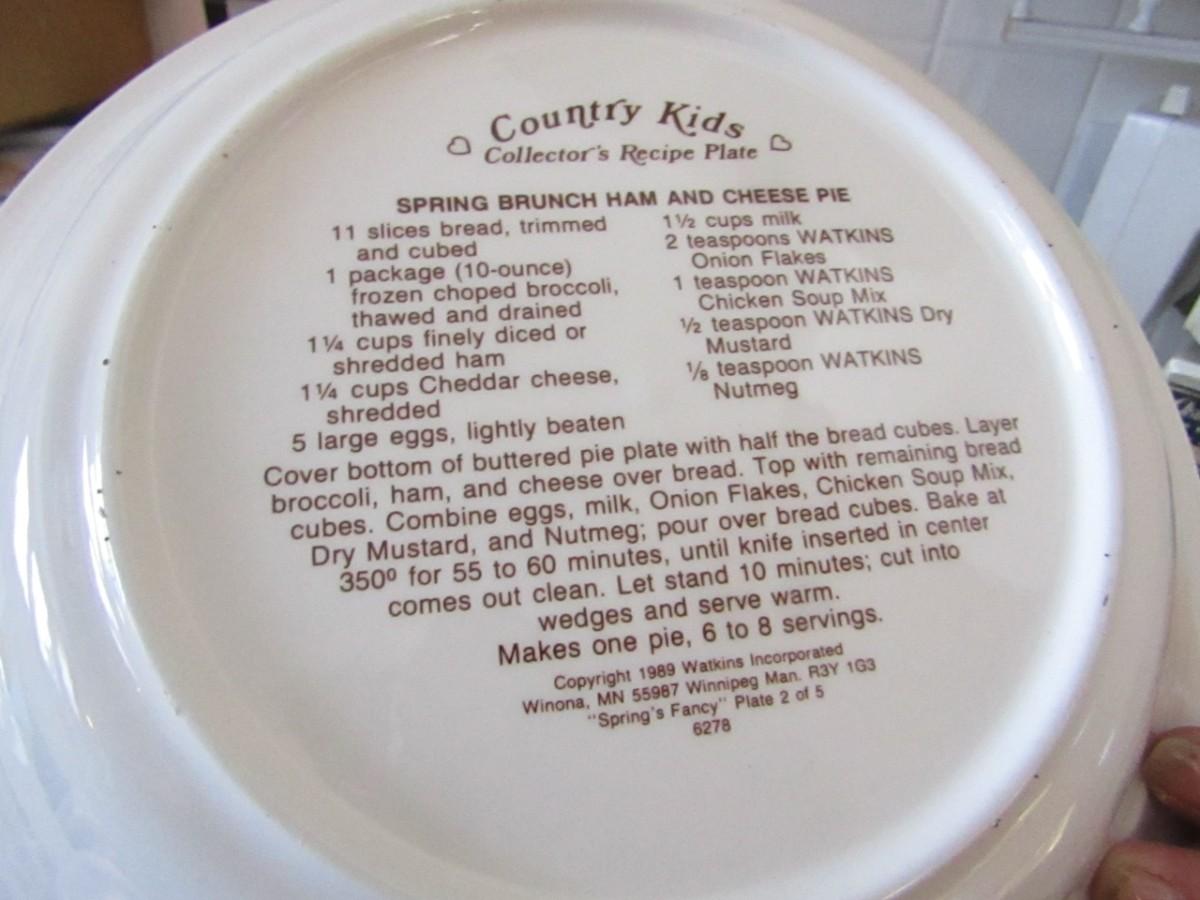 Country Kids
Collector's Recipe Plate
SPRING BRUNCH HAM AND CHEESE PIE
11 slices bread, trimmed
and cubed
1 package (10-ounce)
frozen choped broccoli,
thawed and drained
1¼ cups finely diced or
shredded ham
1¼ cups Cheddar cheese,
shredded
5 large eggs, lightly beaten
1½ cups milk
2 teaspoons WATKINS
Onion Flakes
1 teaspoon WATKINS
Chicken Soup Mix
½ teaspoon WATKINS Dry
Mustard
⅛ teaspoon WATKINS
Nutmeg
Cover bottom of buttered pie plate with half the bread cubes. Layer
broccoli, ham, and cheese over bread. Top with remaining bread
cubes. Combine eggs, milk, Onion Flakes, Chicken Soup Mix,
Dry Mustard, and Nutmeg; pour over bread cubes. Bake at
350º for 55 to 60 minutes, until knife inserted in center
comes out clean. Let stand 10 minutes; cut into
wedges and serve warm.
Makes one pie, 6 to 8 servings.
Copyright 1989 Watkins Incorporated
Winona, MN 55987 Winnipeg Man. R3Y 1G3
"Spring's Fancy" Plate 2 of 5
6278